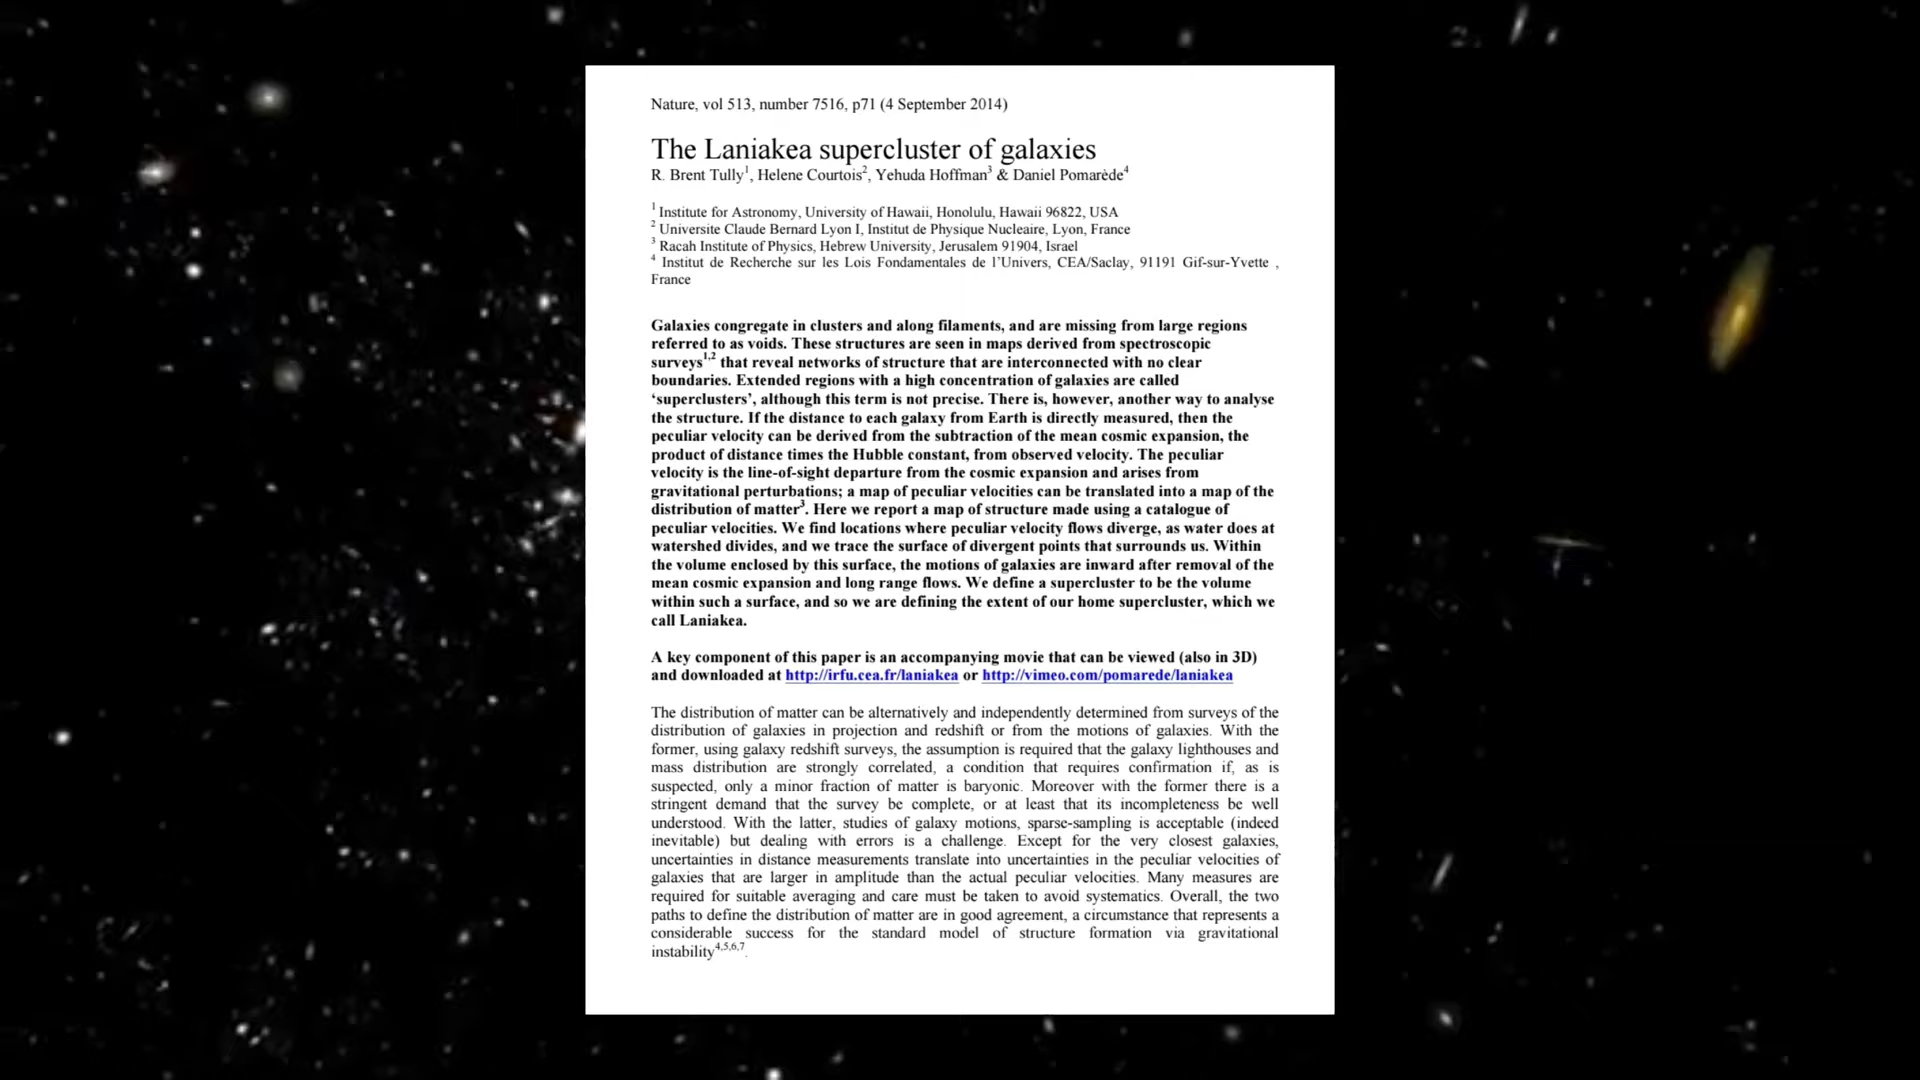 Nature, vol 513, number 7516, p71 (4 September 2014)
The Laniakea supercluster of galaxies
R. Brent Tully1, Helene Courtois2, Yehuda Hoffman3 & Daniel Pomarède4
1 Institute for Astronomy, University of Hawaii, Honolulu, Hawaii 96822, USA
2 Universite Claude Bernard Lyon I, Institut de Physique Nucleaire, Lyon, France
3 Racah Institute of Physics, Hebrew University, Jerusalem 91904, Israel
4 Institut de Recherche sur les Lois Fondamentales de l'Univers, CEA/Saclay, 91191 Gif-sur-Yvette ,
France
Galaxies congregate in clusters and along filaments, and are missing from large regions
referred to as voids. These structures are seen in maps derived from spectroscopic
surveys1,2 that reveal networks of structure that are interconnected with no clear
boundaries. Extended regions with a high concentration of galaxies are called
‘superclusters’, although this term is not precise. There is, however, another way to analyse
the structure. If the distance to each galaxy from Earth is directly measured, then the
peculiar velocity can be derived from the subtraction of the mean cosmic expansion, the
product of distance times the Hubble constant, from observed velocity. The peculiar
velocity is the line-of-sight departure from the cosmic expansion and arises from
gravitational perturbations; a map of peculiar velocities can be translated into a map of the
distribution of matter3. Here we report a map of structure made using a catalogue of
peculiar velocities. We find locations where peculiar velocity flows diverge, as water does at
watershed divides, and we trace the surface of divergent points that surrounds us. Within
the volume enclosed by this surface, the motions of galaxies are inward after removal of the
mean cosmic expansion and long range flows. We define a supercluster to be the volume
within such a surface, and so we are defining the extent of our home supercluster, which we
call Laniakea.
A key component of this paper is an accompanying movie that can be viewed (also in 3D)
and downloaded at http://irfu.cea.fr/laniakea or http://vimeo.com/pomarede/laniakea
The distribution of matter can be alternatively and independently determined from surveys of the
distribution of galaxies in projection and redshift or from the motions of galaxies. With the
former, using galaxy redshift surveys, the assumption is required that the galaxy lighthouses and
mass distribution are strongly correlated, a condition that requires confirmation if, as is
suspected, only a minor fraction of matter is baryonic. Moreover with the former there is a
stringent demand that the survey be complete, or at least that its incompleteness be well
understood. With the latter, studies of galaxy motions, sparse-sampling is acceptable (indeed
inevitable) but dealing with errors is a challenge. Except for the very closest galaxies,
uncertainties in distance measurements translate into uncertainties in the peculiar velocities of
galaxies that are larger in amplitude than the actual peculiar velocities. Many measures are
required for suitable averaging and care must be taken to avoid systematics. Overall, the two
paths to define the distribution of matter are in good agreement, a circumstance that represents a
considerable success for the standard model of structure formation via gravitational
instability4,5,6,7.